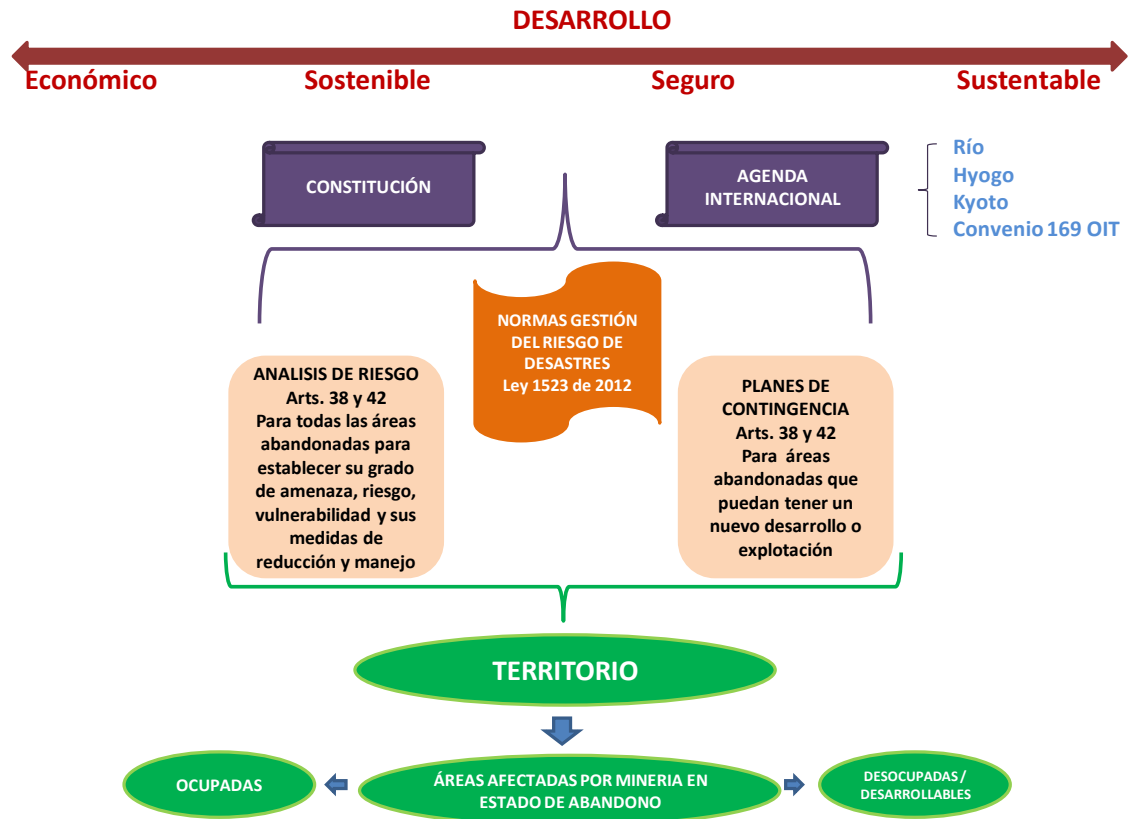 DESARROLLO
Económico
Sostenible
Seguro
Sustentable
CONSTITUCIÓN
AGENDA
INTERNACIONAL
Río
Hyogo
Kyoto
Convenio 169 OIT
NORMAS GESTIÓN
DEL RIESGO DE
DESASTRES
Ley 1523 de 2012
ANALISIS DE RIESGO
Arts. 38 y 42
Para todas las áreas
abandonadas para
establecer su grado
de amenaza, riesgo,
vulnerabilidad y sus
medidas de
reducción y manejo
PLANES DE
CONTINGENCIA
Arts. 38 y 42
Para áreas
abandonadas que
puedan tener un
nuevo desarrollo o
explotación
TERRITORIO
OCUPADAS
ÁREAS AFECTADAS POR MINERIA EN
ESTADO DE ABANDONO
DESOCUPADAS /
DESARROLLABLES